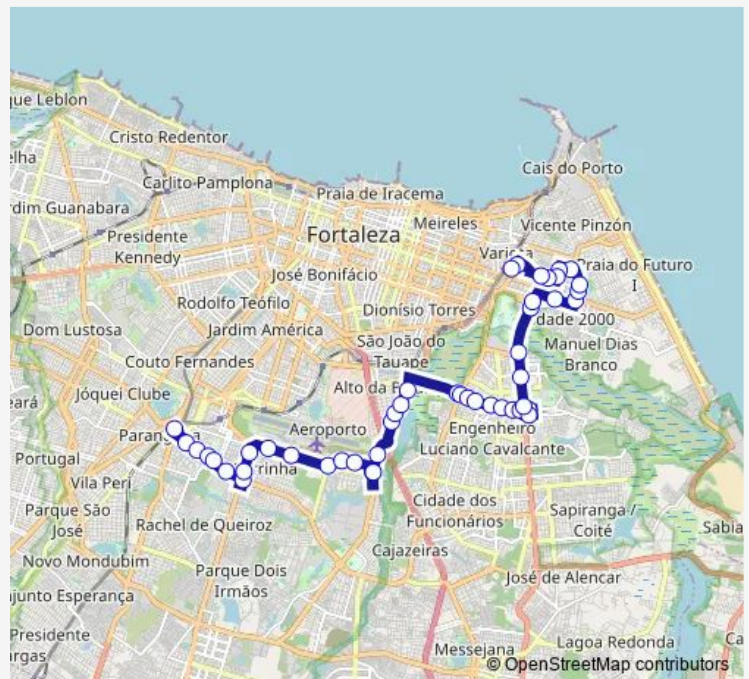 que Leblon
Cristo Redentor
elha
Carlito Pamplona
Cais do Porto
rdim Guanabara
Praia de Iracema
Meireles
Vicente Pinzón
Presidente
Kennedy
Fortaleza
José Bonifácio
Praia do Futuro
I
Rodolfo Teófilo
Dionísio Torres
dade 2000
Dom Lustosa
Jardim América
São João do
Tauape
Manuel Dias
Branco
Couto Fernandes
Jóquei Clube
Alto da
eará
Aeroporto
Engenheiro
Luciano Cavalcante
Portugal
rrinha
Vila Peri
Parque São
José
Rachel de Queiroz
Cidade dos
Funcionários
Sapiranga /
Coité
Sabia
Novo Mondubim
Cajazeiras
Parque Dois
Irmãos
José de Alencar
njunto Esperança
Presidente
argas
Messejana
Lagoa Redonda
Ca
© OpenStreetMap contributors